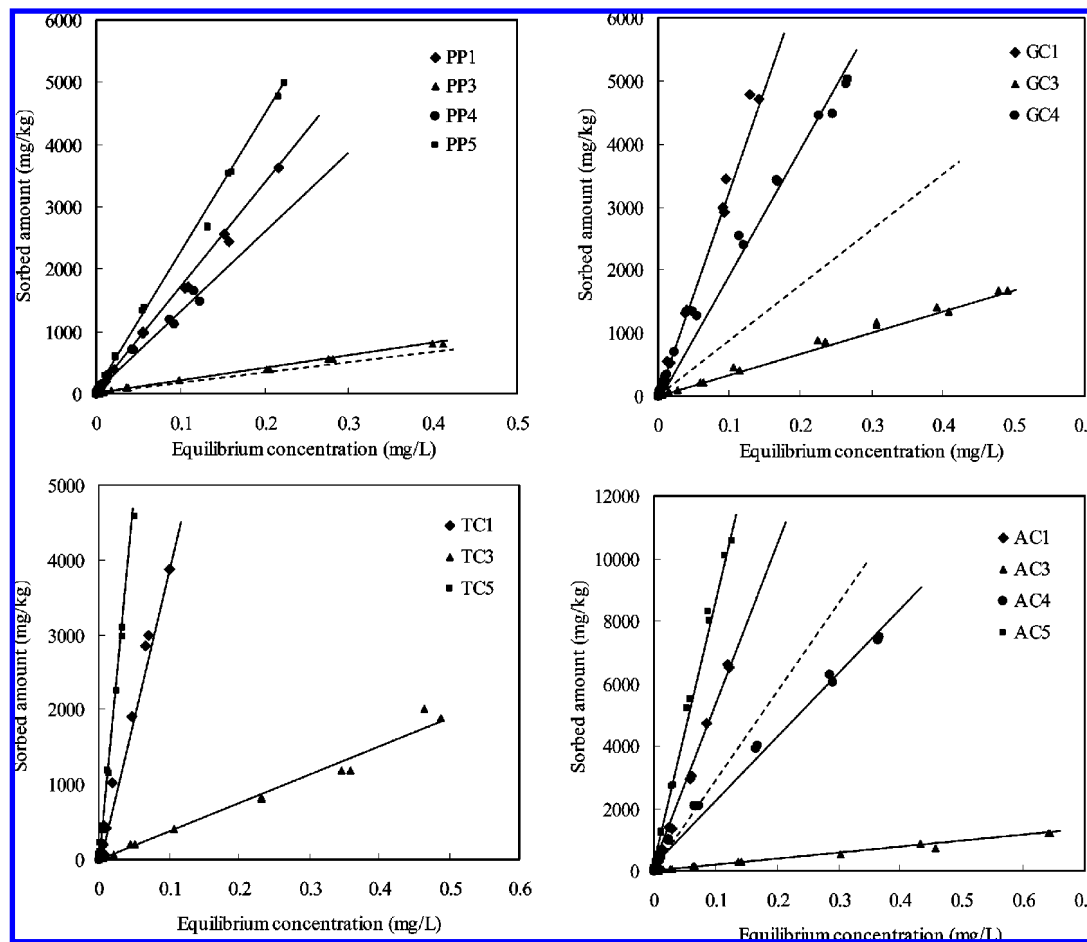 6000
5000
4000
3000
2000
1000
0
Sorbed amount (mg/kg)
PP1
PP3
PP4
PP5
0 0.1 0.2 0.3 0.4 0.5
Equilibrium concentration (mg/L)
6000
5000
4000
3000
2000
1000
0
Sorbed amount (mg/kg)
GC1
GC3
GC4
0 0.1 0.2 0.3 0.4 0.5
Equilibrium concentration (mg/L)
5000
4000
3000
2000
1000
0
Sorbed amount (mg/kg)
TC1
TC3
TC5
0 0.1 0.2 0.3 0.4 0.5 0.6
Equilibrium concentration (mg/L)
12000
10000
8000
6000
4000
2000
0
Sorbed amount (mg/kg)
AC1
AC3
AC4
AC5
0 0.1 0.2 0.3 0.4 0.5 0.6
Equilibrium concentration (mg/L)